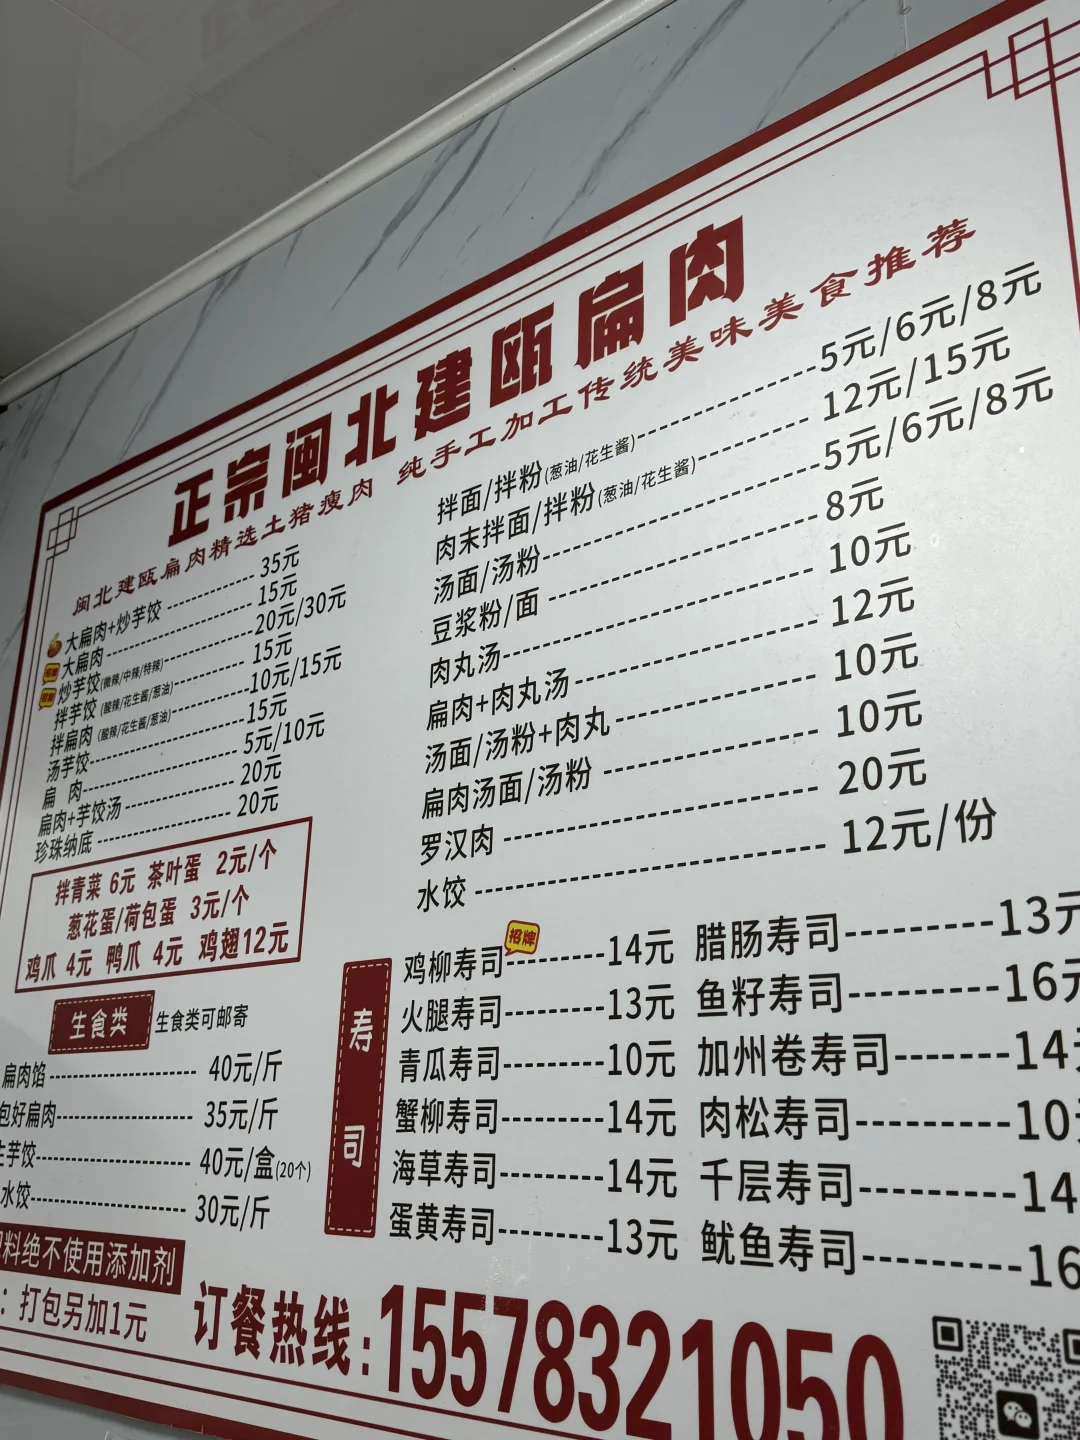 正宗闽北建瓯扁肉
闽北建瓯扁肉精选土猪瘦肉 纯手工加工传统美味美食推荐
大扁肉+炒芋饺 35元
大扁肉 15元
炒芋饺(微辣/中辣/特辣) 20元/30元
拌芋饺(酸辣/花生酱/葱油) 15元
拌扁肉(酸辣/花生酱/葱油) 10元/15元
汤芋饺 15元
扁 肉 5元/10元
扁肉+芋饺汤 20元
珍珠纳底 20元
拌青菜 6元 茶叶蛋 2元/个
葱花蛋/荷包蛋 3元/个
鸡爪 4元 鸭爪 4元 鸡翅12元
生食类 生食类可邮寄
扁肉馅 40元/斤
包好扁肉 35元/斤
生芋饺 40元/盒(20个)
水饺 30元/斤
料绝不使用添加剂
：打包另加1元
拌面/拌粉(葱油/花生酱) 5元/6元/8元
肉末拌面/拌粉(葱油/花生酱) 12元/15元
汤面/汤粉 5元/6元/8元
豆浆粉/面 8元
肉丸汤 10元
扁肉+肉丸汤 12元
汤面/汤粉+肉丸 10元
扁肉汤面/汤粉 10元
罗汉肉 20元
水饺 12元/份
寿司
招牌
鸡柳寿司 14元 腊肠寿司 13元
火腿寿司 13元 鱼籽寿司 16元
青瓜寿司 10元 加州卷寿司 14元
蟹柳寿司 14元 肉松寿司 10
海草寿司 14元 千层寿司 14
蛋黄寿司 13元 鱿鱼寿司 16
订餐热线:15578321050